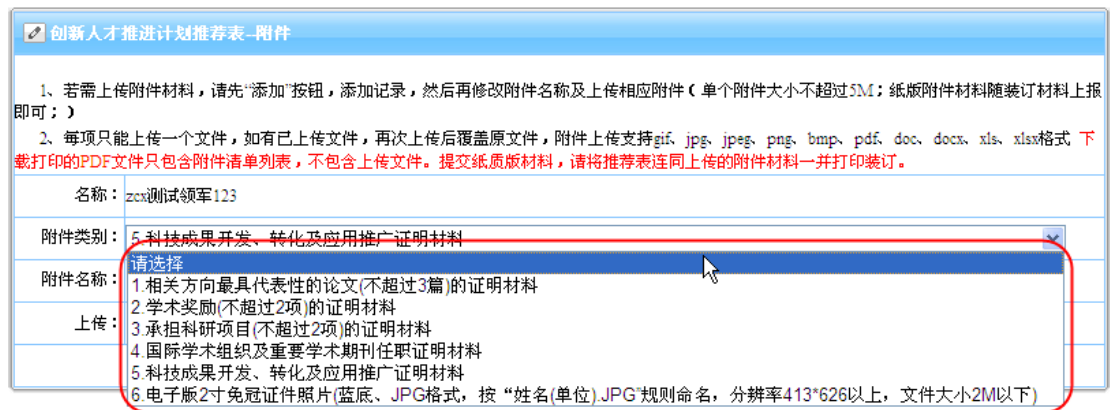 创新人才推进计划推荐表–附件
1、若需上传附件材料，请先“添加”按钮，添加记录，然后再修改附件名称及上传相应附件（单个附件大小不超过5M；纸版附件材料随装订材料上报
即可；）
2、每项只能上传一个文件，如有已上传文件，再次上传后覆盖原文件，附件上传支持gif、jpg、jpeg、png、bmp、pdf、doc、docx、xls、xlsx格式 下
载打印的PDF文件只包含附件清单列表，不包含上传文件。提交纸质版材料，请将推荐表连同上传的附件材料一并打印装订。
名称：zcx测试领军123
附件类别：5.科技成果开发、转化及应用推广证明材料
请选择
附件名称：
1.相关方向最具代表性的论文(不超过3篇)的证明材料
2.学术奖励(不超过2项)的证明材料
上传：
3.承担科研项目(不超过2项)的证明材料
4.国际学术组织及重要学术期刊任职证明材料
5.科技成果开发、转化及应用推广证明材料
6.电子版2寸免冠证件照片(蓝底、JPG格式，按“姓名(单位).JPG”规则命名，分辨率413*626以上，文件大小2M以下)